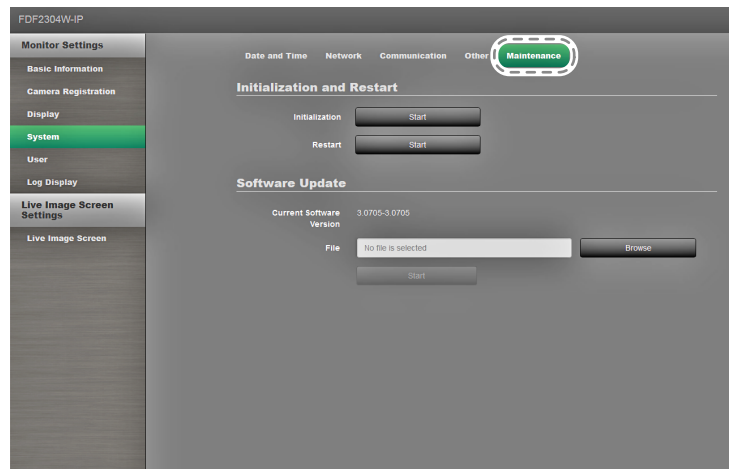 FDF2304W-IP
Monitor Settings
Basic Information
Camera Registration
Display
System
User
Log Display
Live Image Screen
Settings
Live Image Screen
Date and Time Network Communication Other Maintenance
Initialization and Restart
Initialization Start
Restart Start
Software Update
Current Software
Version
3.0705-3.0705
File No file is selected Browse
Start